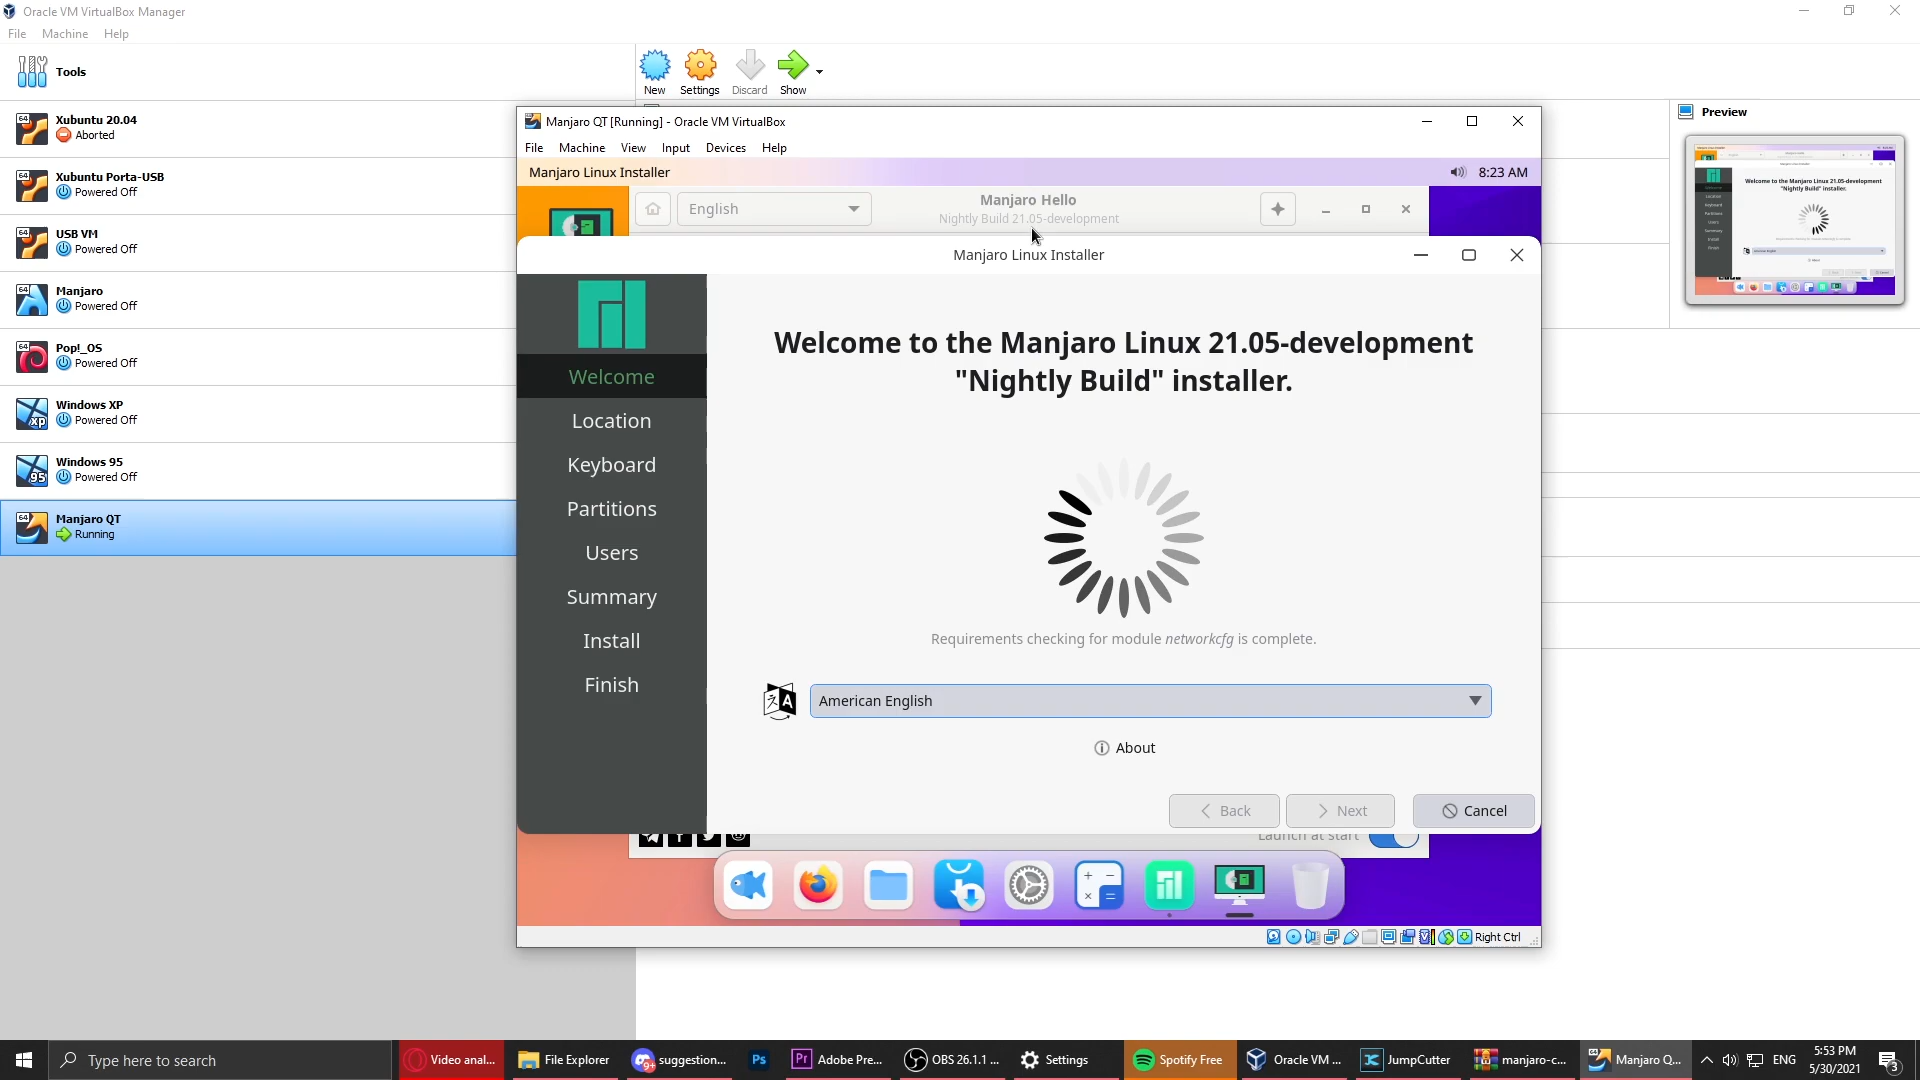 Oracle VM VirtualBox Manager
File Machine Help
Tools
New Settings Discard Show
Xubuntu 20.04
Aborted
Xubuntu Porta-USB
Powered Off
USB VM
Powered Off
Manjaro
Powered Off
Pop!_OS
Powered Off
Windows XP
Powered Off
Windows 95
Powered Off
Manjaro QT
Running
Preview
Manjaro QT [Running] - Oracle VM VirtualBox
File Machine View Input Devices Help
Manjaro Linux Installer 8:23 AM
English
Manjaro Hello
Nightly Build 21.05-development
Manjaro Linux Installer
Welcome
Location
Keyboard
Partitions
Users
Summary
Install
Finish
Welcome to the Manjaro Linux 21.05-development
"Nightly Build" installer.
Requirements checking for module networkcfg is complete.
American English
About
Back Next Cancel
Launch at start
Right Ctrl
Type here to search
Video anal...
File Explorer
suggestion...
Adobe Pre...
OBS 26.1.1 ...
Settings
Spotify Free
Oracle VM ...
JumpCutter
manjaro-c...
Manjaro Q...
ENG
5:53 PM
5/30/2021
3